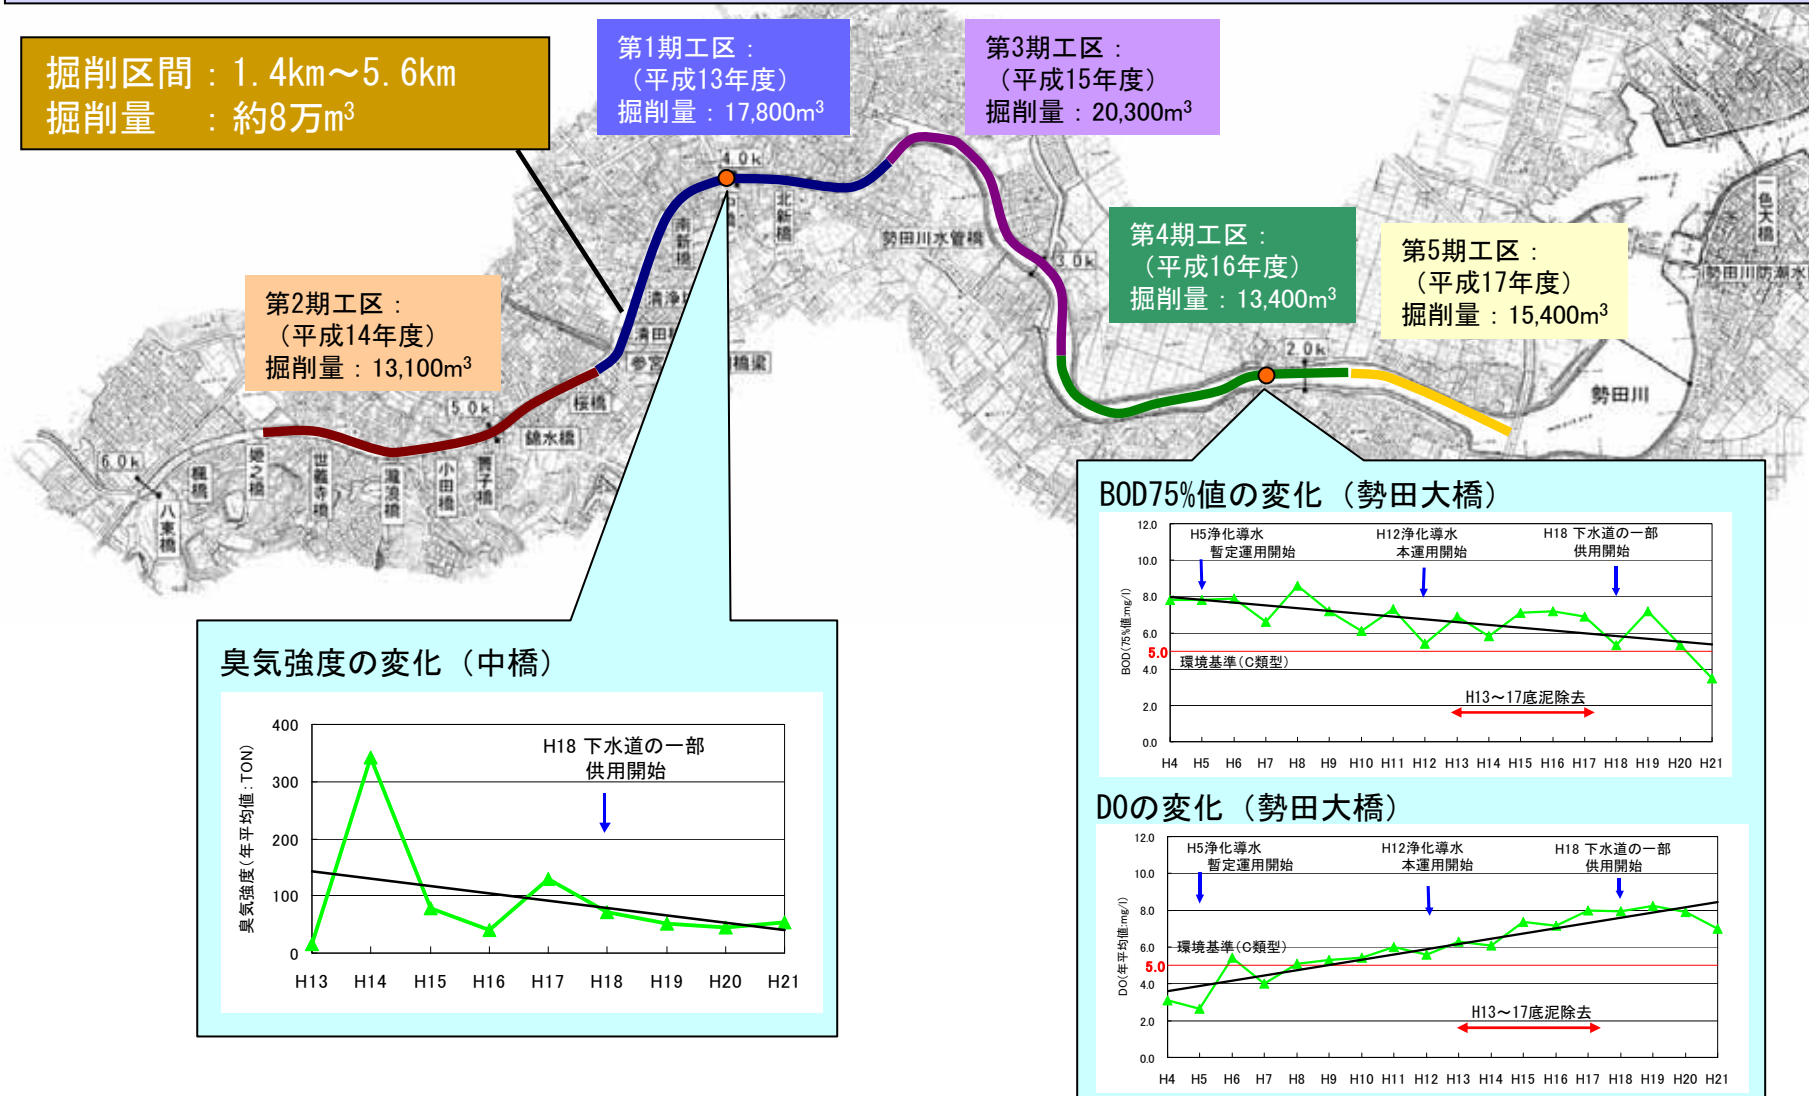 掘削区間：1.4km～5.6km
掘削量　：約8万m³
第1期工区：
（平成13年度）
掘削量：17,800m³
第3期工区：
（平成15年度）
掘削量：20,300m³
第2期工区：
（平成14年度）
掘削量：13,100m³
第4期工区：
（平成16年度）
掘削量：13,400m³
第5期工区：
（平成17年度）
掘削量：15,400m³
4.0k
北新橋
南新橋
勢田川水管橋
3.0k
2.0k
一色大橋
勢田川防潮水
勢田川
桜橋
5.0k
錦水橋
6.0k
八東橋
楓橋
姫之橋
世義寺橋
瀧浪橋
小田橋
臭気強度の変化（中橋）
臭気強度(年平均値:TON)
400
300
200
100
0
H18 下水道の一部
供用開始
H13 H14 H15 H16 H17 H18 H19 H20 H21
BOD75%値の変化（勢田大橋）
BOD(75%値:mg/l)
12.0
10.0
8.0
6.0
5.0
4.0
2.0
0.0
H5浄化導水
暫定運用開始
H12浄化導水
本運用開始
H18 下水道の一部
供用開始
環境基準(C類型)
H13～17底泥除去
H4 H5 H6 H7 H8 H9 H10 H11 H12 H13 H14 H15 H16 H17 H18 H19 H20 H21
DOの変化（勢田大橋）
DO(年平均値:mg/l)
12.0
10.0
8.0
6.0
5.0
4.0
2.0
0.0
H5浄化導水
暫定運用開始
H12浄化導水
本運用開始
H18 下水道の一部
供用開始
環境基準(C類型)
H13～17底泥除去
H4 H5 H6 H7 H8 H9 H10 H11 H12 H13 H14 H15 H16 H17 H18 H19 H20 H21